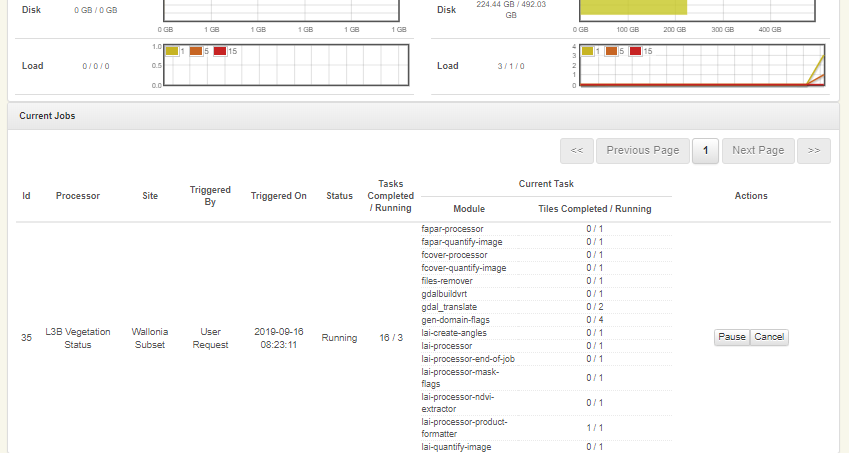 Disk
0 GB / 0 GB
0 GB 1 GB 1 GB 1 GB 1 GB 1 GB
Disk
224.44 GB / 492.03
GB
0 GB 100 GB 200 GB 300 GB 400 GB
Load
0 / 0 / 0
1.0
0.5
0.0
1 5 15
Load
3 / 1 / 0
4
3
2
1
0
1 5 15
Current Jobs
<< Previous Page 1 Next Page >>
Id
Processor
Site
Triggered
By
Triggered On
Status
Tasks
Completed
/ Running
Current Task
Module
Tiles Completed / Running
Actions
35
L3B Vegetation
Status
Wallonia
Subset
User
Request
2019-09-16
08:23:11
Running
16 / 3
fapar-processor 0 / 1
fapar-quantify-image 0 / 1
fcover-processor 0 / 1
fcover-quantify-image 0 / 1
files-remover 0 / 1
gdalbuildvrt 0 / 1
gdal_translate 0 / 2
gen-domain-flags 0 / 4
lai-create-angles 0 / 1
lai-processor 0 / 1
lai-processor-end-of-job 0 / 1
lai-processor-mask-
flags 0 / 1
lai-processor-ndvi-
extractor 0 / 1
lai-processor-product-
formatter 1 / 1
lai-quantify-image 0 / 1
Pause Cancel